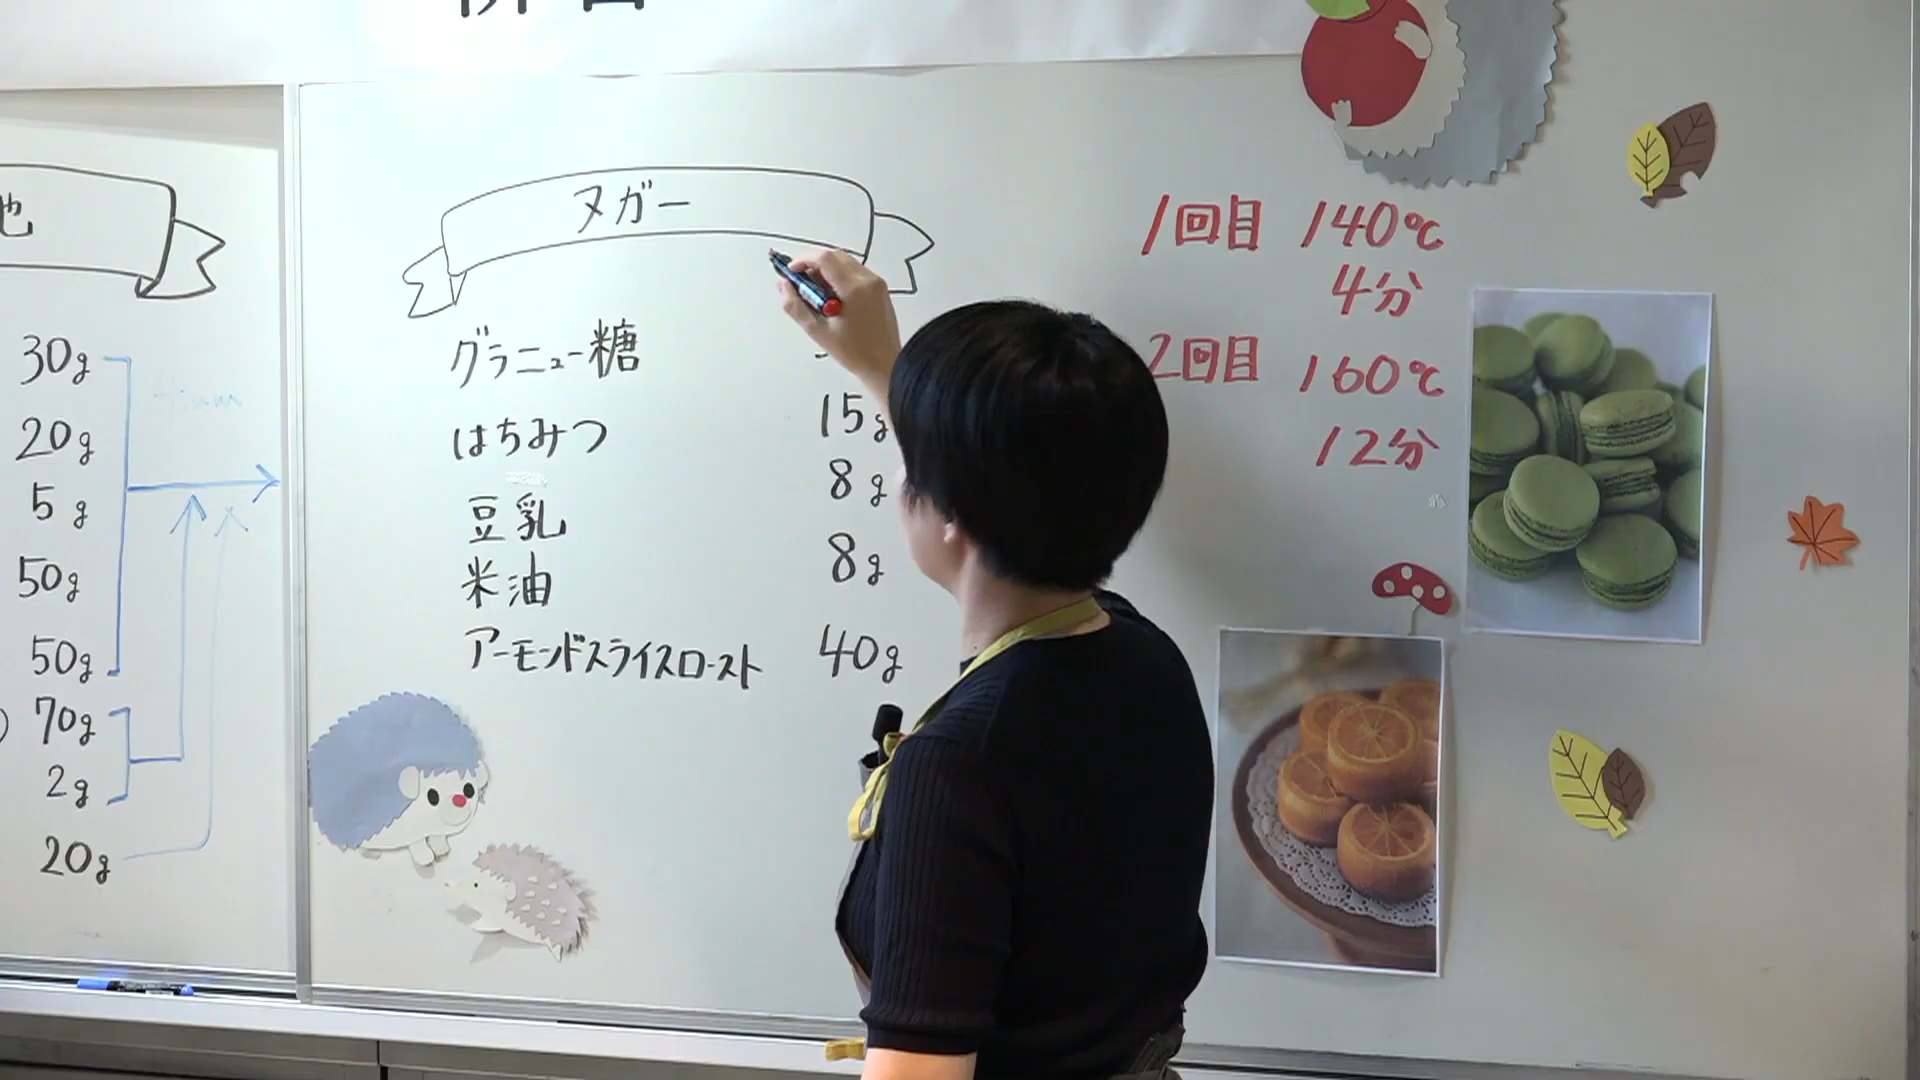 ヌガー
グラニュー糖
はちみつ 15g
豆乳 8g
米油 8g
アーモンドスライスロースト 40g
1回目 140℃
4分
2回目 160℃
12分
30g
20g
5g
50g
50g
70g
2g
20g